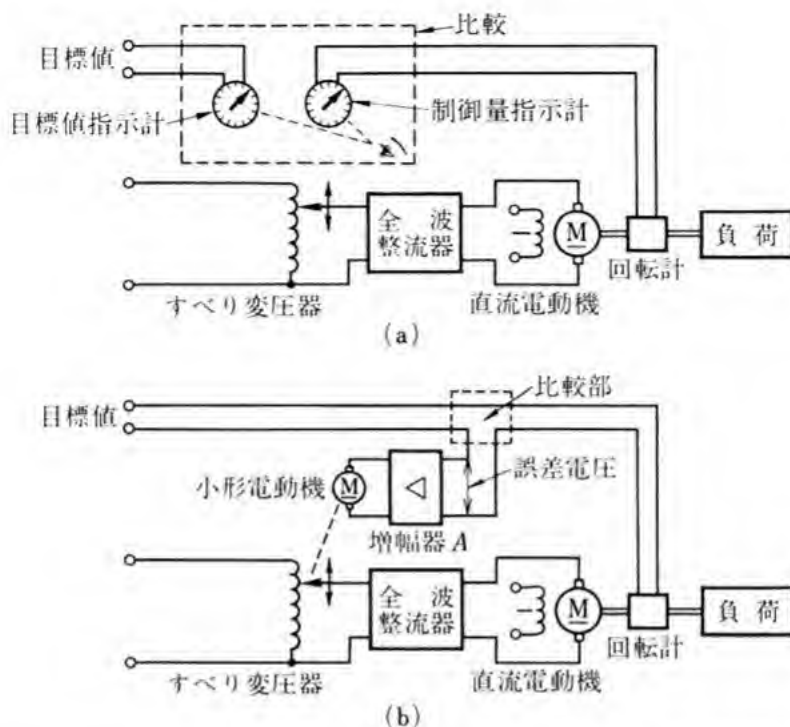 比較
目標値
目標値指示計
制御量指示計
全波
整流器
M
負荷
回転計
すべり変圧器
直流電動機
(a)
比較部
目標値
誤差電圧
小形電動機
M
増幅器 A
全波
整流器
M
負荷
回転計
すべり変圧器
直流電動機
(b)